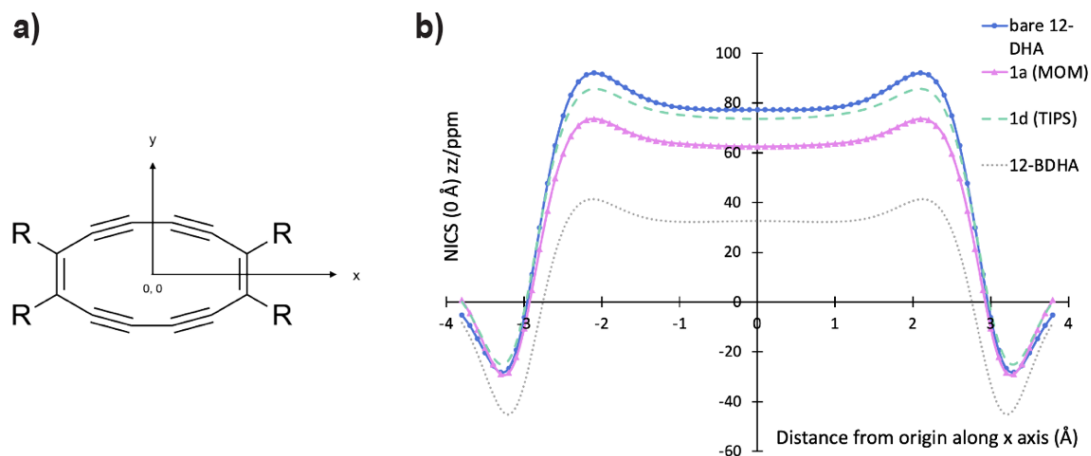 a)
y
R
R
x
0, 0
R
R
b)
NICS (0 Å) zz/ppm
100
80
60
40
20
0
-20
-40
-60
-4
-3
-2
-1
0
1
2
3
4
Distance from origin along x axis (Å)
bare 12-
DHA
1a (MOM)
1d (TIPS)
12-BDHA